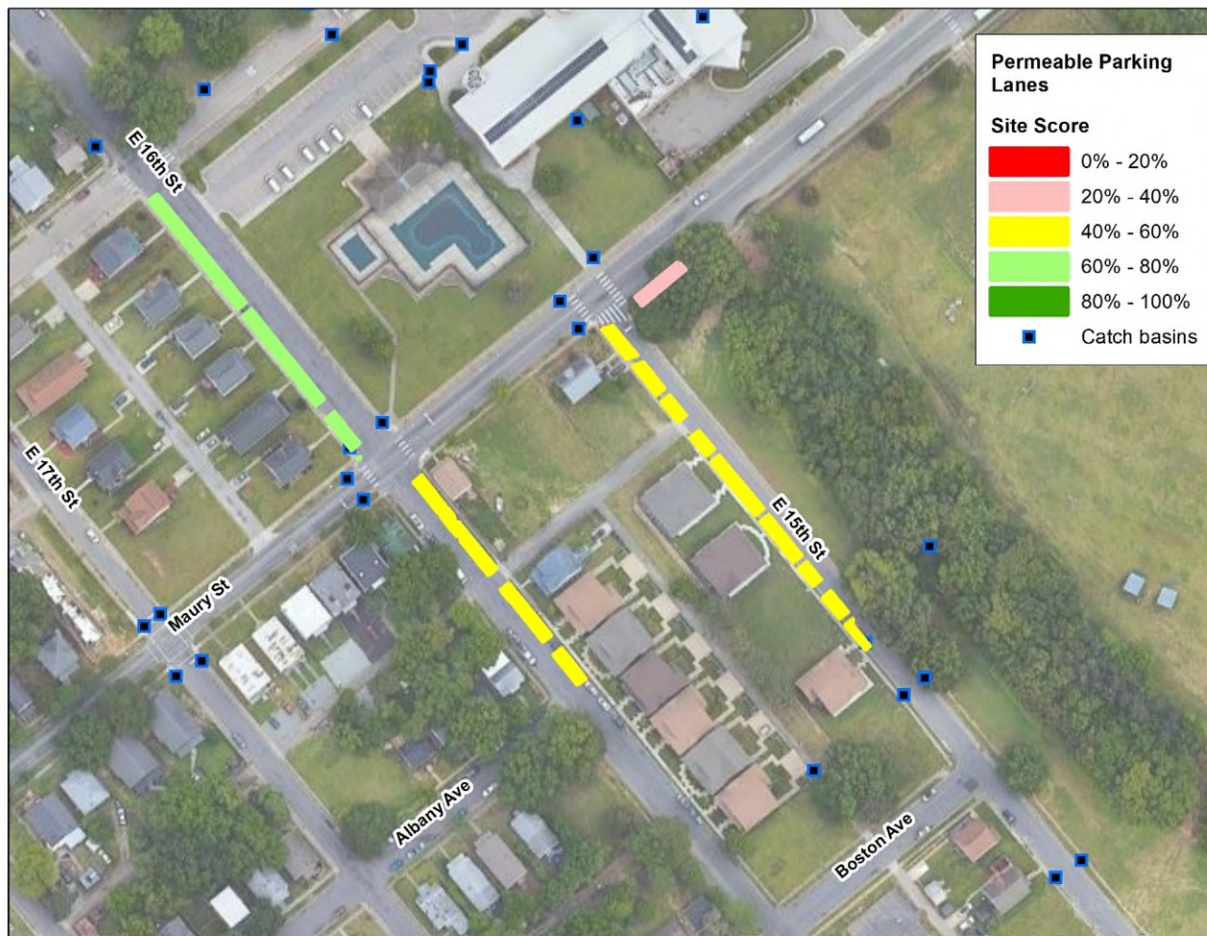 Permeable Parking
Lanes
Site Score
0% - 20%
20% - 40%
40% - 60%
60% - 80%
80% - 100%
Catch basins
E 16th St
E 17th St
Maury St
E 15th St
Albany Ave
Boston Ave